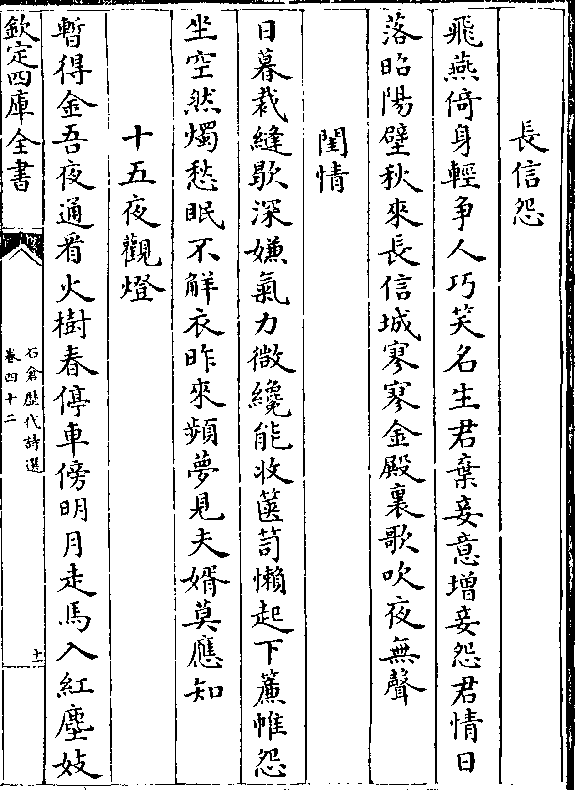 長信怨
飛燕倚身輕爭人巧笑名生君棄妾意增妾怨君情日
落昭陽壁秋來長信城寥寥金殿裏歌吹夜無聲
閨情
日暮裁縫歇深嫌氣力微纔能收篋笥懶起下簾帷怨
坐空然燭愁眠不解衣昨來頻夢見夫婿莫應知
十五夜觀燈
暫得金吾夜通看火樹春停車傍明月走馬入紅塵妓
欽定四庫全書
石倉歷代詩選
卷四十二
十一